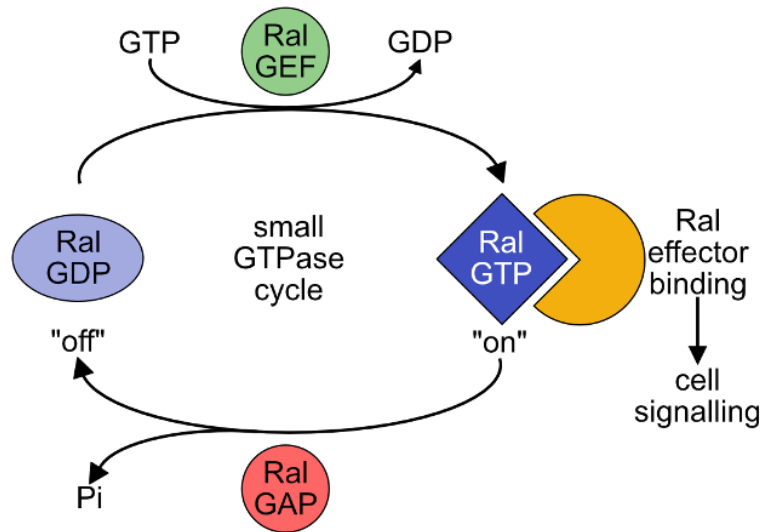 GTP
Ral
GEF
GDP
Ral
GDP
small
GTPase
cycle
Ral
GTP
Ral
effector
binding
"off"
"on"
cell
signalling
Pi
Ral
GAP